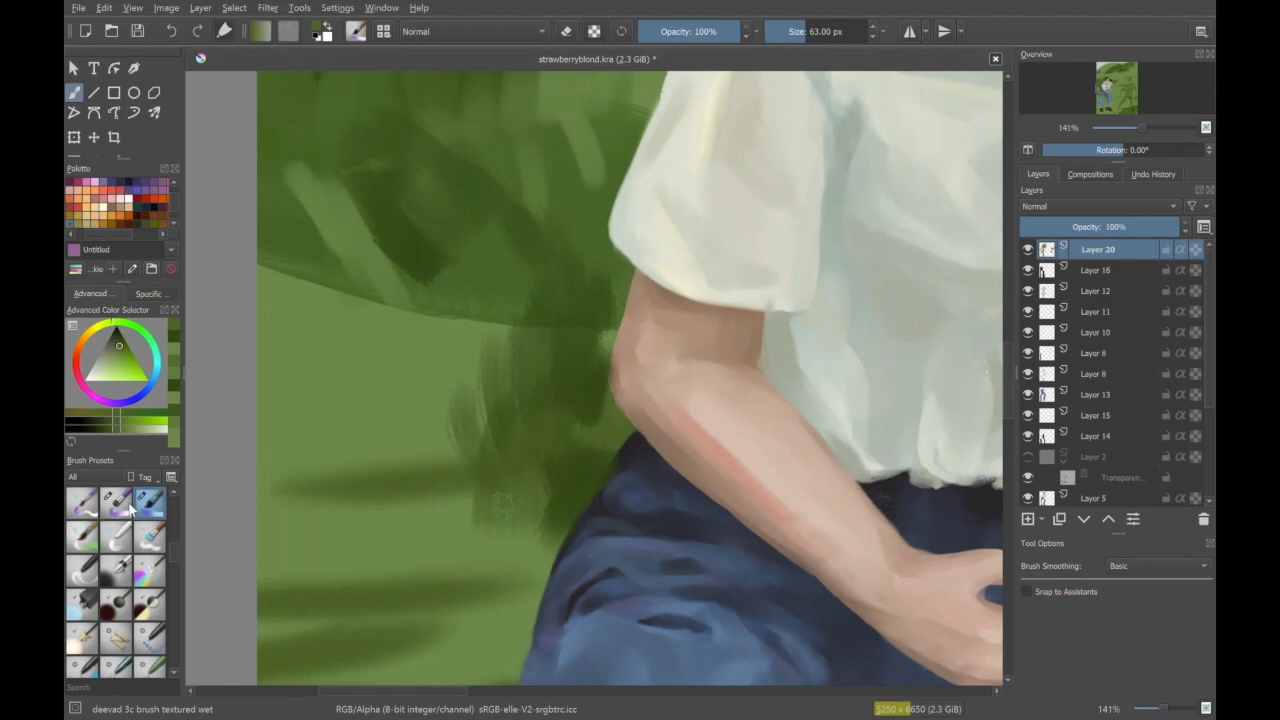 File Edit View Image Layer Select Filter Tools Settings Window Help
Normal Opacity: 100% Size: 63.00 px
strawberryblond.kra (2.3 GiB) *
Overview
141%
Rotation: 0.00°
Layers Compositions Undo History
Layers
Normal
Opacity: 100%
Layer 20
Layer 16
Layer 12
Layer 11
Layer 10
Layer 8
Layer 8
Layer 13
Layer 15
Layer 14
Layer 2
Transparen...
Layer 5
Tool Options
Brush Smoothing: Basic
Snap to Assistants
Palette
Untitled
...kie
Advanced ... Specific ...
Advanced Color Selector
Brush Presets
All Tag
Search
deevad 3c brush textured wet RGB/Alpha (8-bit integer/channel) sRGB-elle-V2-srgbtrc.icc 5250 x 6650 (2.3 GiB) 141%